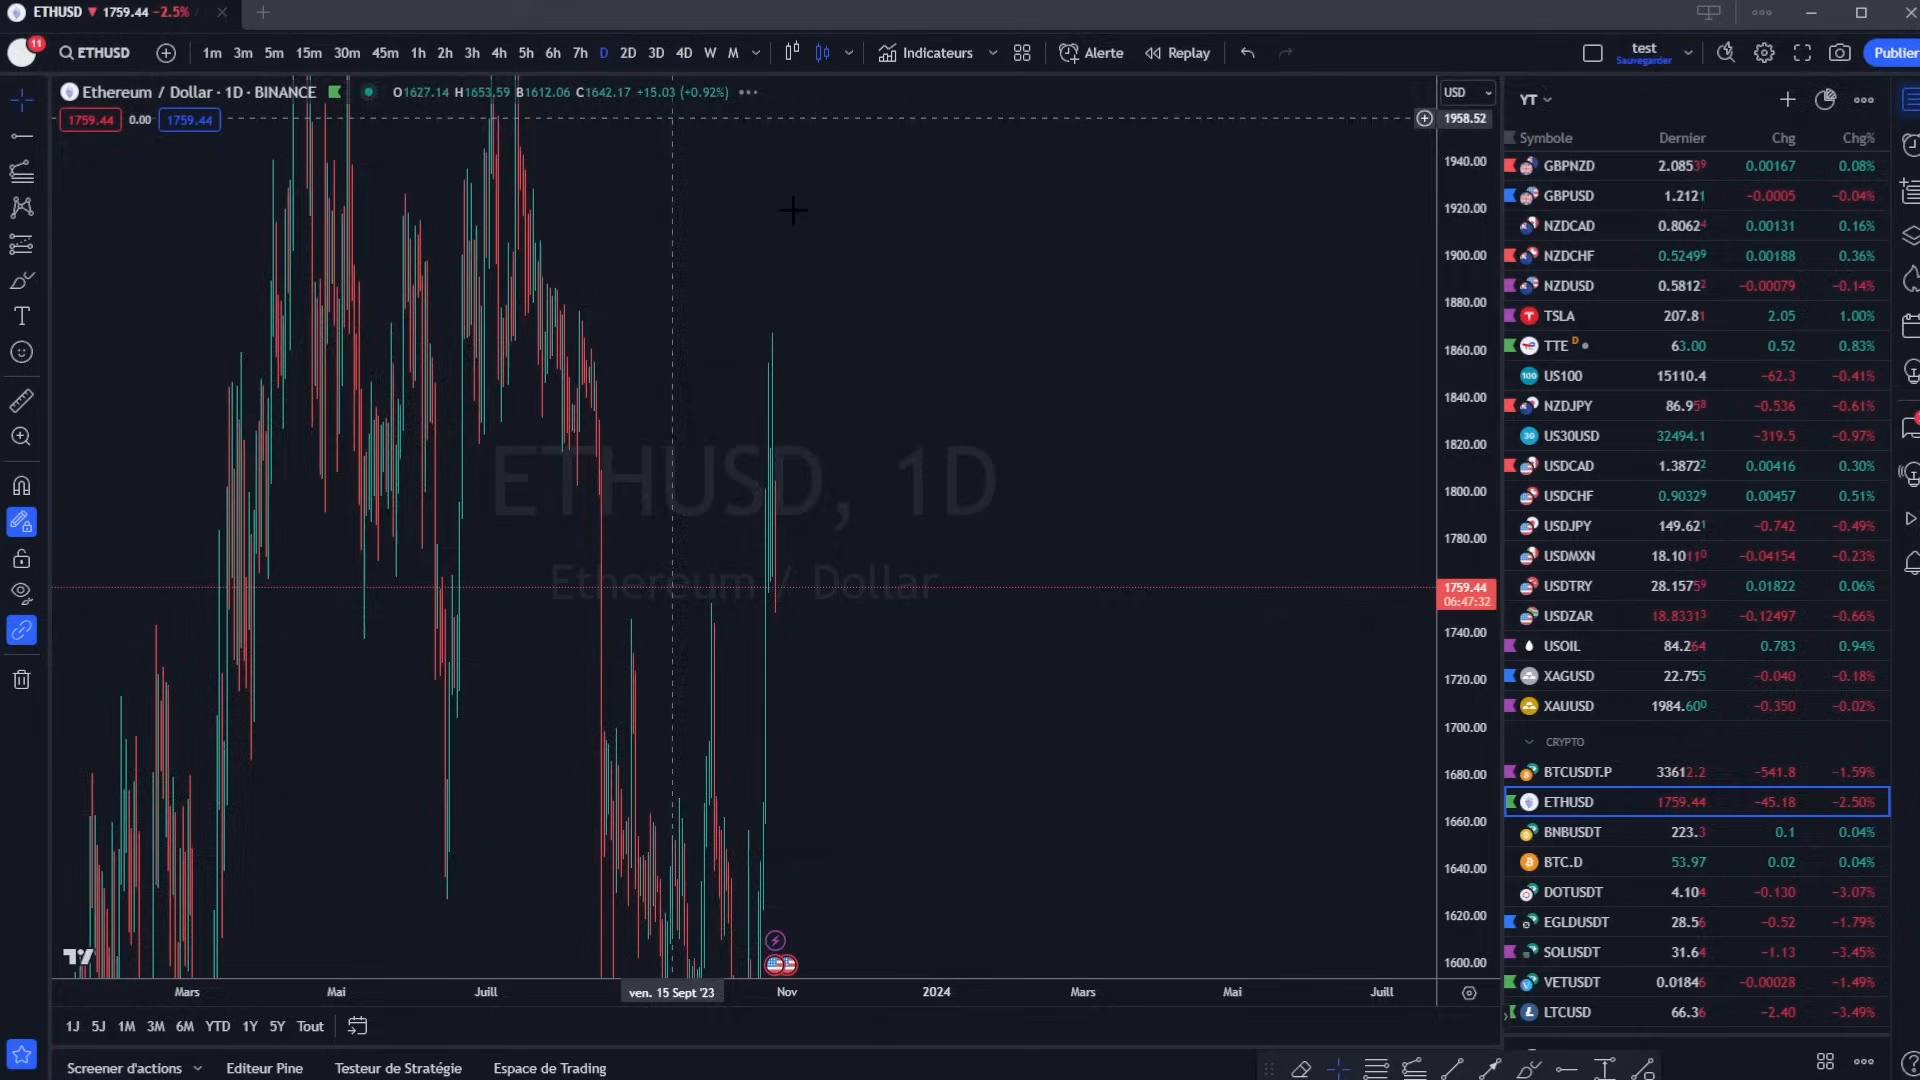 ETHUSD ▼ 1759.44 −2.5% /
11
ETHUSD 1m 3m 5m 15m 30m 45m 1h 2h 3h 4h 5h 6h 7h D 2D 3D 4D W M Indicateurs Alerte Replay test Sauvegarder Publier
Ethereum / Dollar · 1D · BINANCE O1627.14 H1653.59 B1612.06 C1642.17 +15.03 (+0.92%)
1759.44 0.00 1759.44
ETHUSD, 1D
Ethereum / Dollar
USD
1958.52
1940.00
1920.00
1900.00
1880.00
1860.00
1840.00
1820.00
1800.00
1780.00
1759.44
06:47:32
1740.00
1720.00
1700.00
1680.00
1660.00
1640.00
1620.00
1600.00
Mars Mai Juill ven. 15 Sept '23 Nov 2024 Mars Mai Juill
1J 5J 1M 3M 6M YTD 1Y 5Y Tout
Screener d'actions Editeur Pine Testeur de Stratégie Espace de Trading
YT
Symbole Dernier Chg Chg%
GBPNZD 2.08539 0.00167 0.08%
GBPUSD 1.2121 −0.0005 −0.04%
NZDCAD 0.80624 0.00131 0.16%
NZDCHF 0.52499 0.00188 0.36%
NZDUSD 0.58122 −0.00079 −0.14%
TSLA 207.81 2.05 1.00%
TTE D 63.00 0.52 0.83%
US100 15110.4 −62.3 −0.41%
NZDJPY 86.958 −0.536 −0.61%
US30USD 32494.1 −319.5 −0.97%
USDCAD 1.38722 0.00416 0.30%
USDCHF 0.90329 0.00457 0.51%
USDJPY 149.621 −0.742 −0.49%
USDMXN 18.10110 −0.04154 −0.23%
USDTRY 28.15759 0.01822 0.06%
USDZAR 18.83313 −0.12497 −0.66%
USOIL 84.264 0.783 0.94%
XAGUSD 22.755 −0.040 −0.18%
XAUUSD 1984.600 −0.350 −0.02%
CRYPTO
BTCUSDT.P 33612.2 −541.8 −1.59%
ETHUSD 1759.44 −45.18 −2.50%
BNBUSDT 223.3 0.1 0.04%
BTC.D 53.97 0.02 0.04%
DOTUSDT 4.104 −0.130 −3.07%
EGLDUSDT 28.56 −0.52 −1.79%
SOLUSDT 31.64 −1.13 −3.45%
VETUSDT 0.01846 −0.00028 −1.49%
LTCUSD 66.36 −2.40 −3.49%